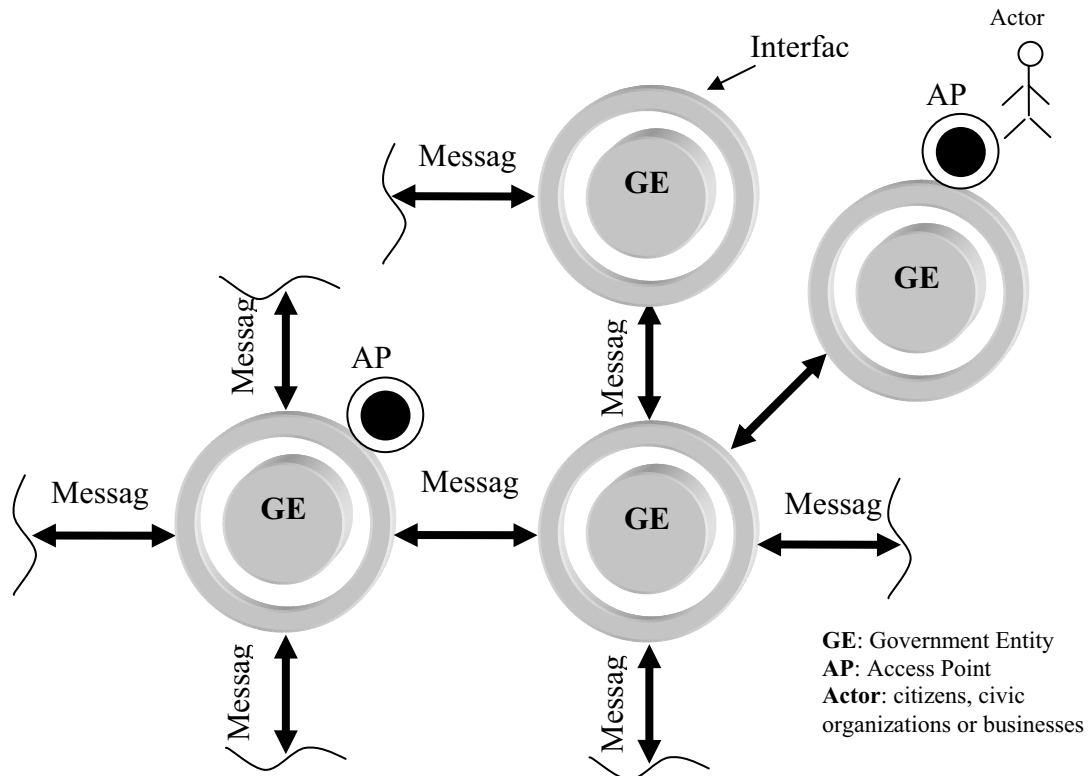 Actor
Interfac
AP
Messag
GE
GE
Messag
Messag
AP
Messag
Messag
Messag
Messag
GE
GE
Messag
Messag
GE: Government Entity
AP: Access Point
Actor: citizens, civic
organizations or businesses